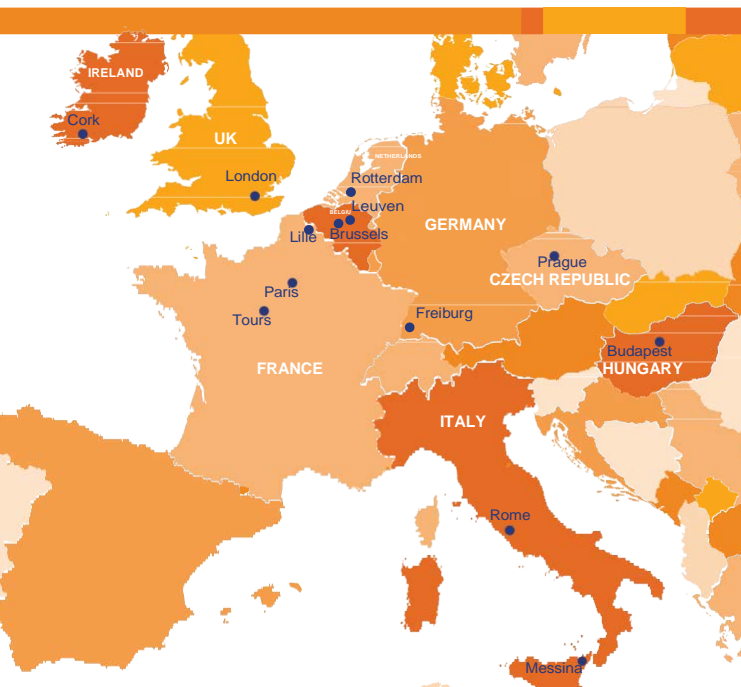 IRELAND
Cork
UK
London
NETHERLANDS
Rotterdam
Leuven
Brussels
Lille
GERMANY
Prague
CZECH REPUBLIC
Paris
Tours
Freiburg
Budapest
HUNGARY
FRANCE
ITALY
Rome
Messina